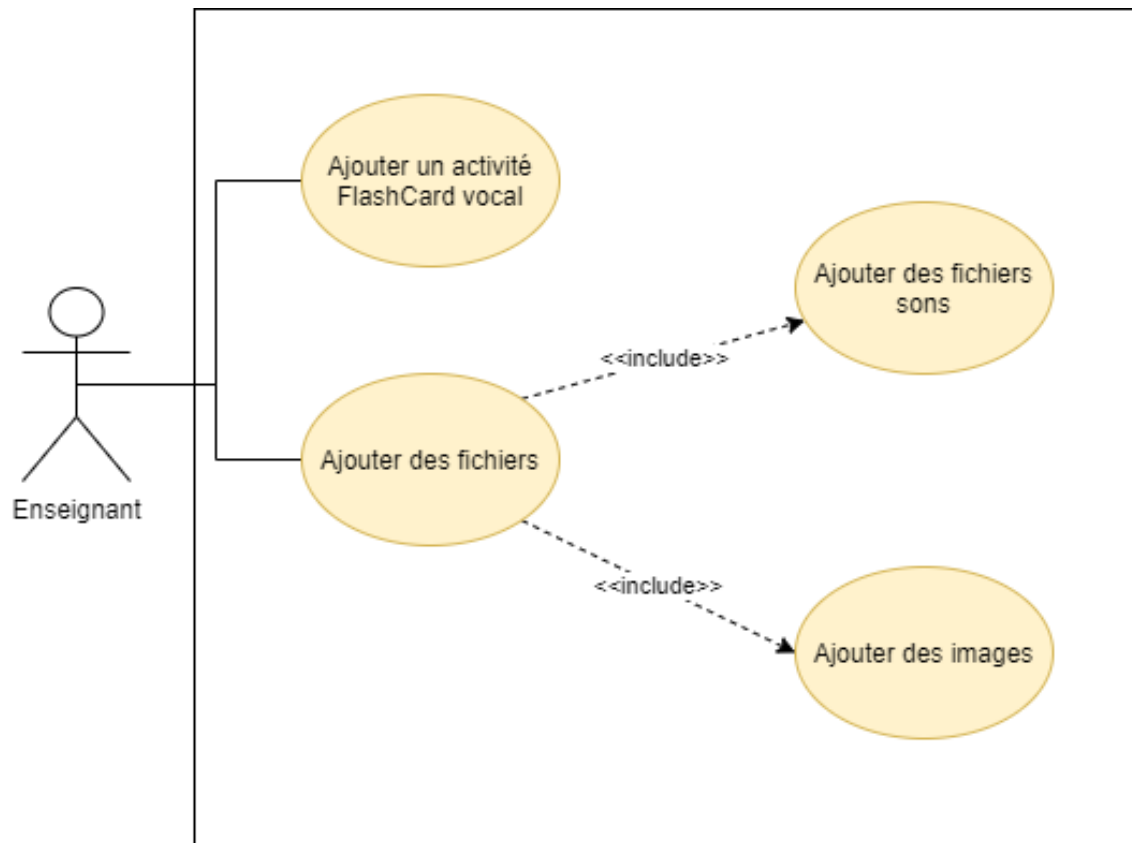 Ajouter un activité
FlashCard vocal
Ajouter des fichiers
sons
<<include>>
Ajouter des fichiers
Enseignant
<<include>>
Ajouter des images